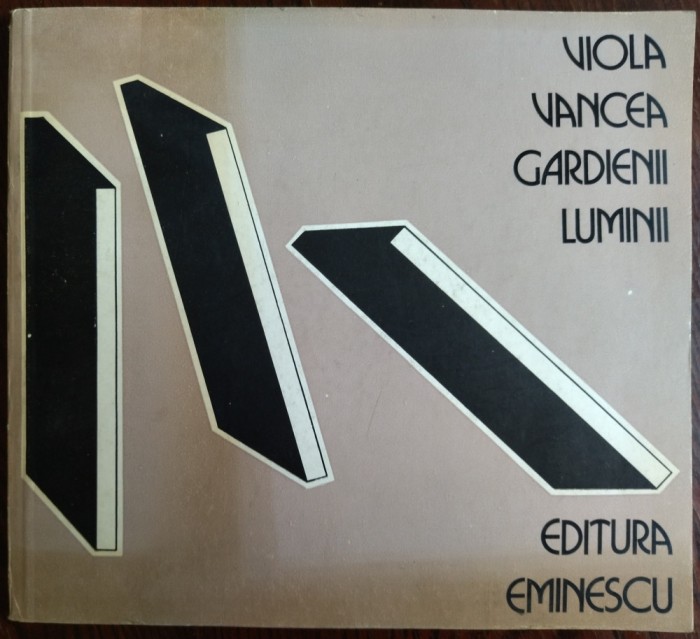 VIOLA
VANCEA
GARDIENII
LUMINII
EDITURA
EMINESCU